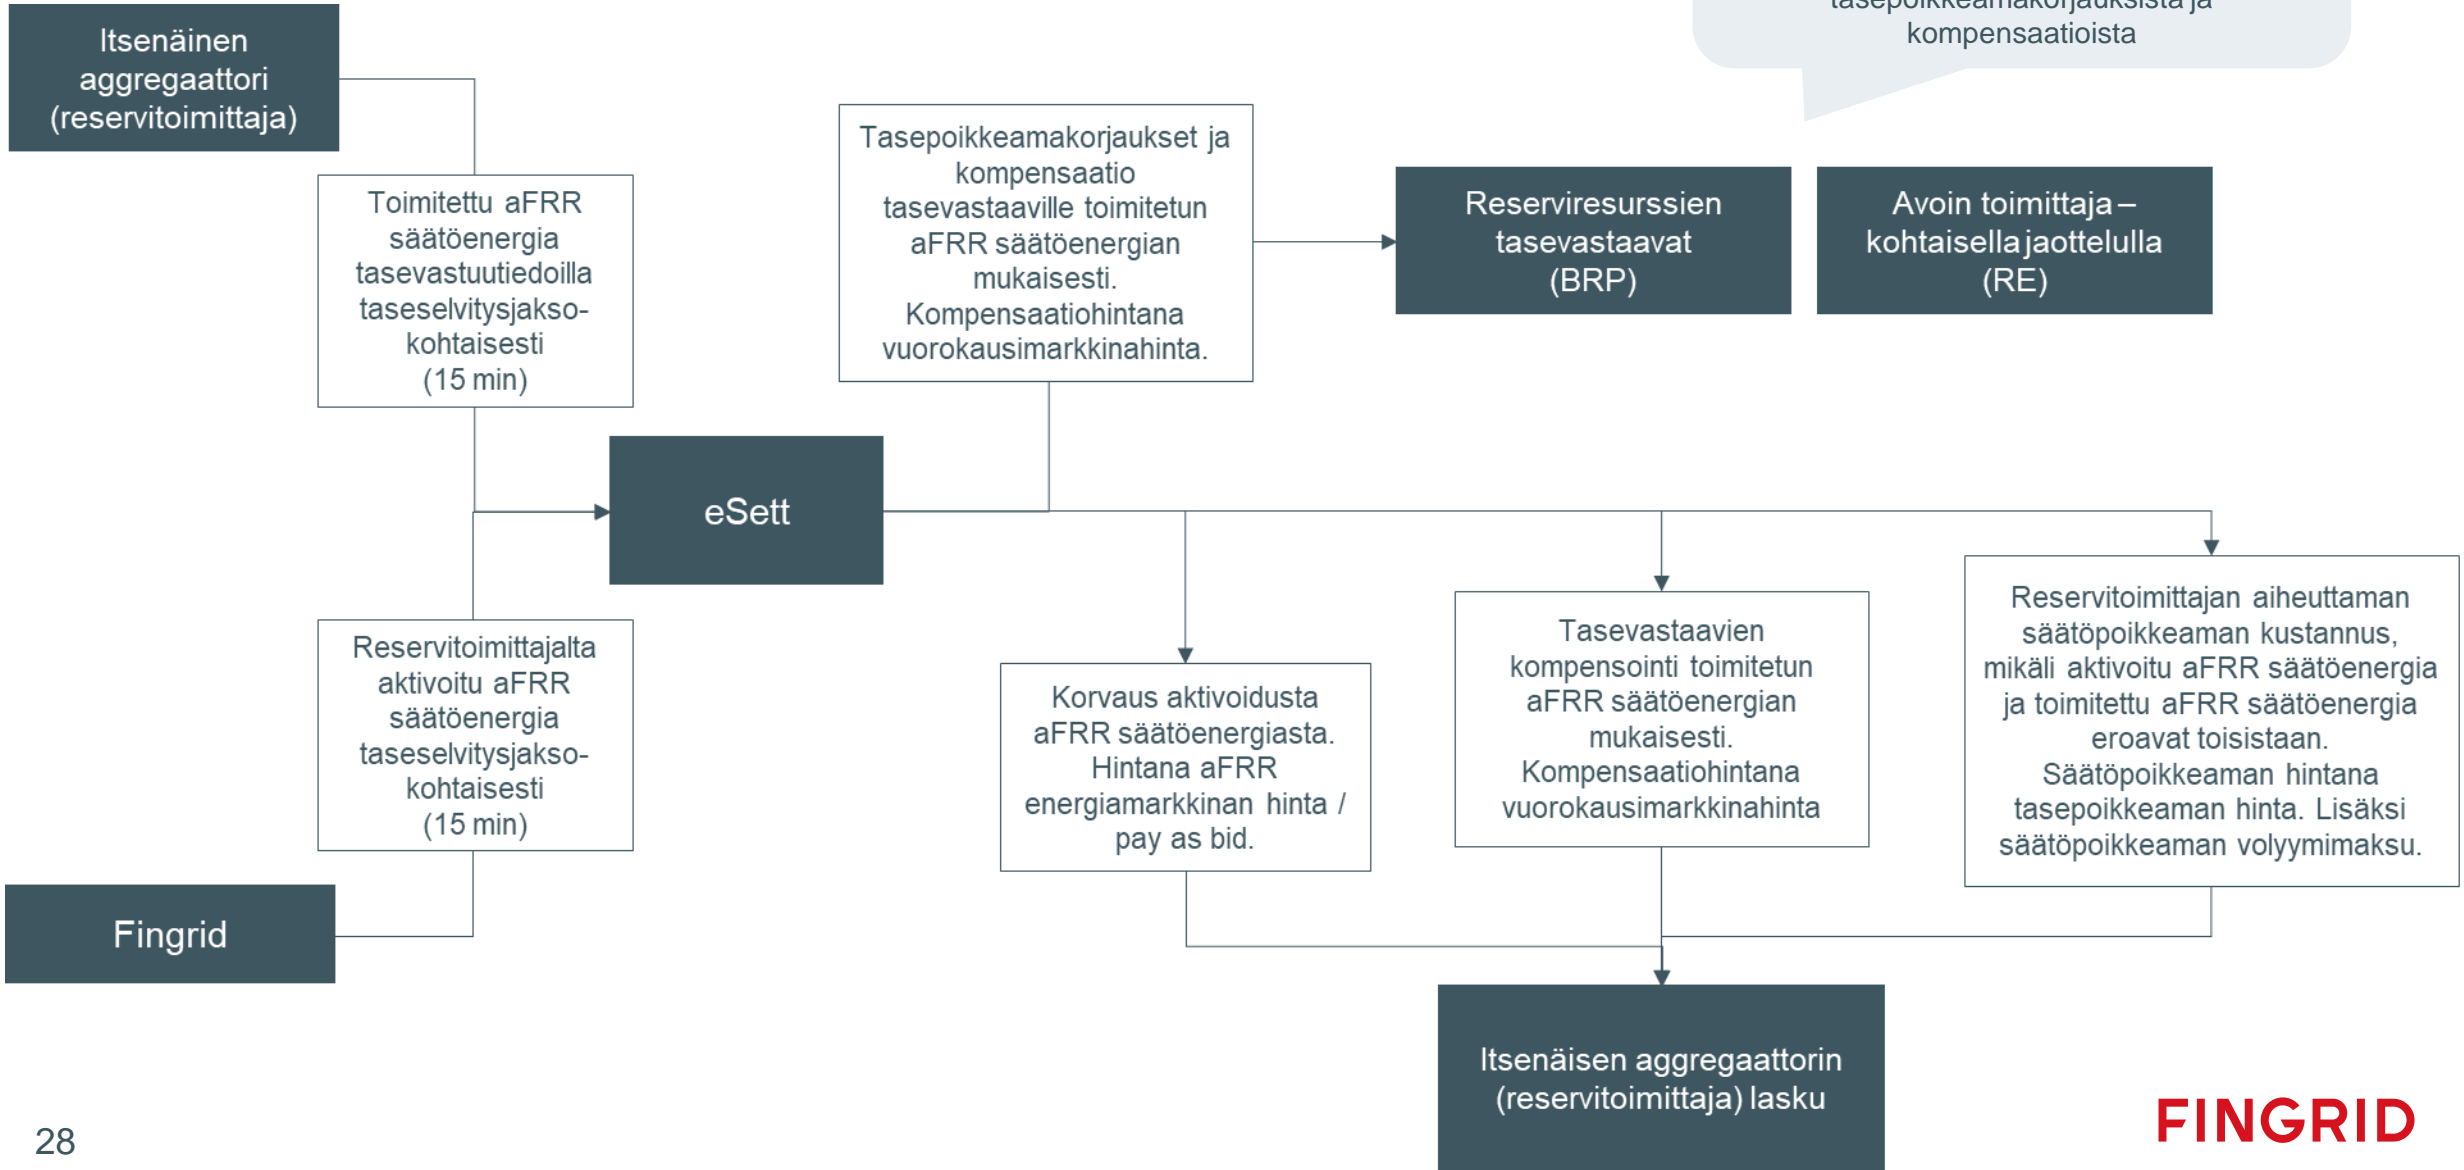 tasepoikkeamakorjauksista ja
kompensaatioista
Itsenäinen
aggregaattori
(reservitoimittaja)
Toimitettu aFRR
säätöenergia
tasevastuutiedoilla
taseselvitysjakso-
kohtaisesti
(15 min)
Tasepoikkeamakorjaukset ja
kompensaatio
tasevastaaville toimitetun
aFRR säätöenergian
mukaisesti.
Kompensaatiohintana
vuorokausimarkkinahinta.
Reserviresurssien
tasevastaavat
(BRP)
Avoin toimittaja –
kohtaisella jaottelulla
(RE)
eSett
Reservitoimittajalta
aktivoitu aFRR
säätöenergia
taseselvitysjakso-
kohtaisesti
(15 min)
Fingrid
Korvaus aktivoidusta
aFRR säätöenergiasta.
Hintana aFRR
energiamarkkinan hinta /
pay as bid.
Tasevastaavien
kompensointi toimitetun
aFRR säätöenergian
mukaisesti.
Kompensaatiohintana
vuorokausimarkkinahinta
Reservitoimittajan aiheuttaman
säätöpoikkeaman kustannus,
mikäli aktivoitu aFRR säätöenergia
ja toimitettu aFRR säätöenergia
eroavat toisistaan.
Säätöpoikkeaman hintana
tasepoikkeaman hinta. Lisäksi
säätöpoikkeaman volyymimaksu.
Itsenäisen aggregaattorin
(reservitoimittaja) lasku
28
FINGRID